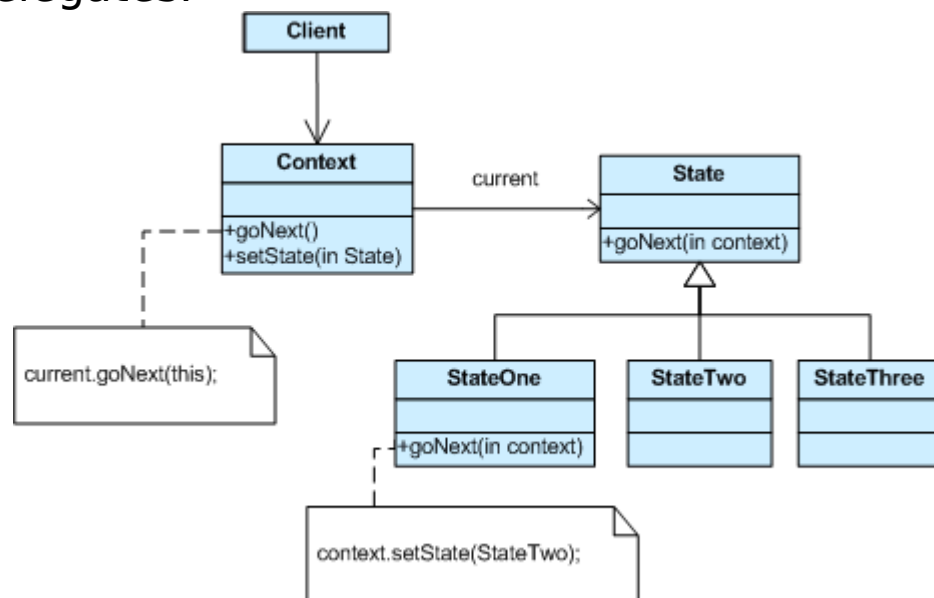 Client
Context
current
State
+goNext()
+setState(in State)
+goNext(in context)
current.goNext(this);
StateOne
StateTwo
StateThree
+goNext(in context)
context.setState(StateTwo);